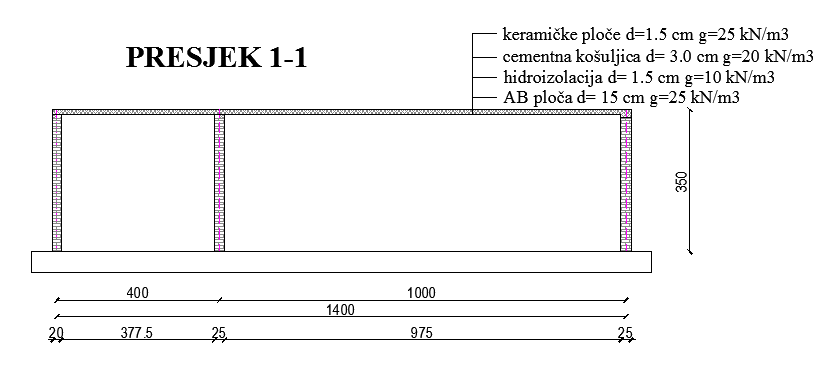 keramičke ploče d=1.5 cm g=25 kN/m3
PRESJEK 1-1
cementna košuljica d= 3.0 cm g=20 kN/m3
hidroizolacija d= 1.5 cm g=10 kN/m3
AB ploča d= 15 cm g=25 kN/m3
350
400
1000
1400
20
377.5
25
975
25